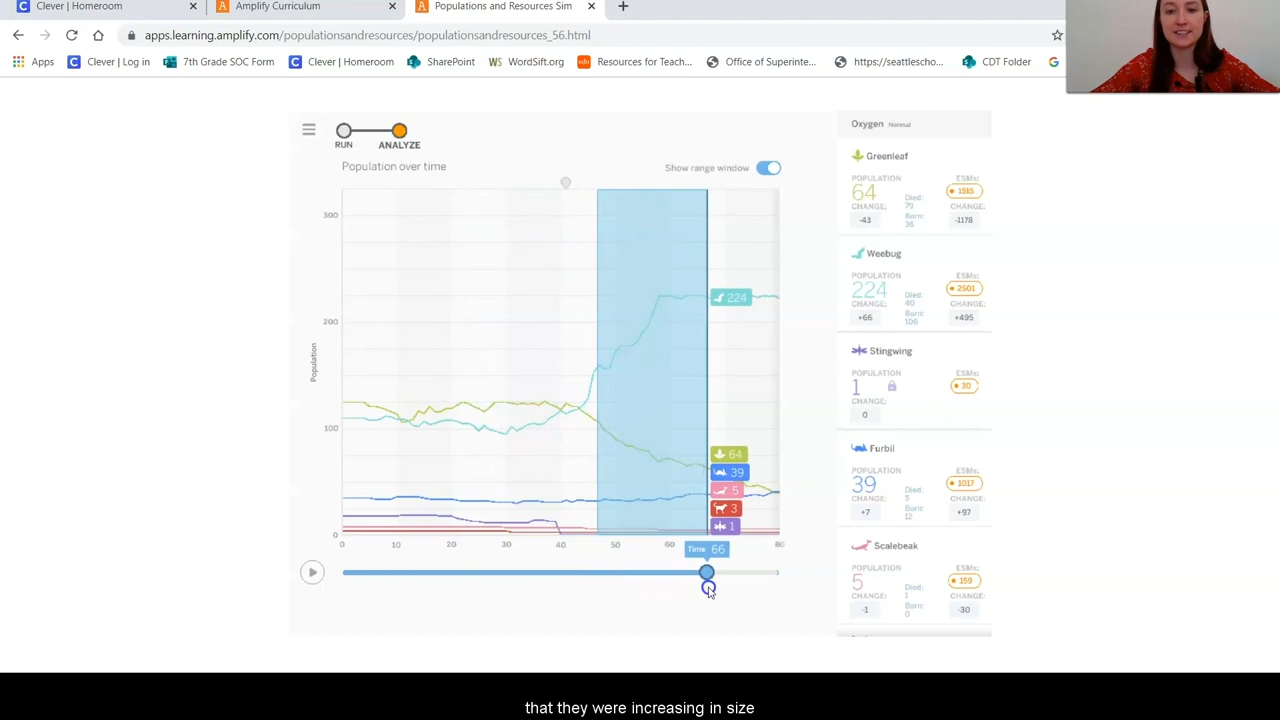 Clever | Homeroom × Amplify Curriculum × Populations and Resources Sim × +
apps.learning.amplify.com/populationsandresources/populationsandresources_56.html
Apps Clever | Log in 7th Grade SOC Form Clever | Homeroom SharePoint WordSift.org Resources for Teac... Office of Superinte... https://seattlescho... CDT Folder
RUN ANALYZE
Population over time
Show range window
Population
300
200
100
0
0 10 20 30 40 50 60 80
224
64
39
5
3
1
Time 66
Oxygen Normal
Greenleaf
POPULATION ESMs:
64 Died: 79 1515
CHANGE: Born: 36 CHANGE:
-43 -1178
Weebug
POPULATION ESMs:
224 Died: 40 2501
CHANGE: Born: 106 CHANGE:
+66 +495
Stingwing
POPULATION ESMs:
1 30
CHANGE:
0
Furbil
POPULATION ESMs:
39 Died: 5 1017
CHANGE: Born: 12 CHANGE:
+7 +97
Scalebeak
POPULATION ESMs:
5 Died: 1 159
CHANGE: Born: 0 CHANGE:
-1 -30
that they were increasing in size